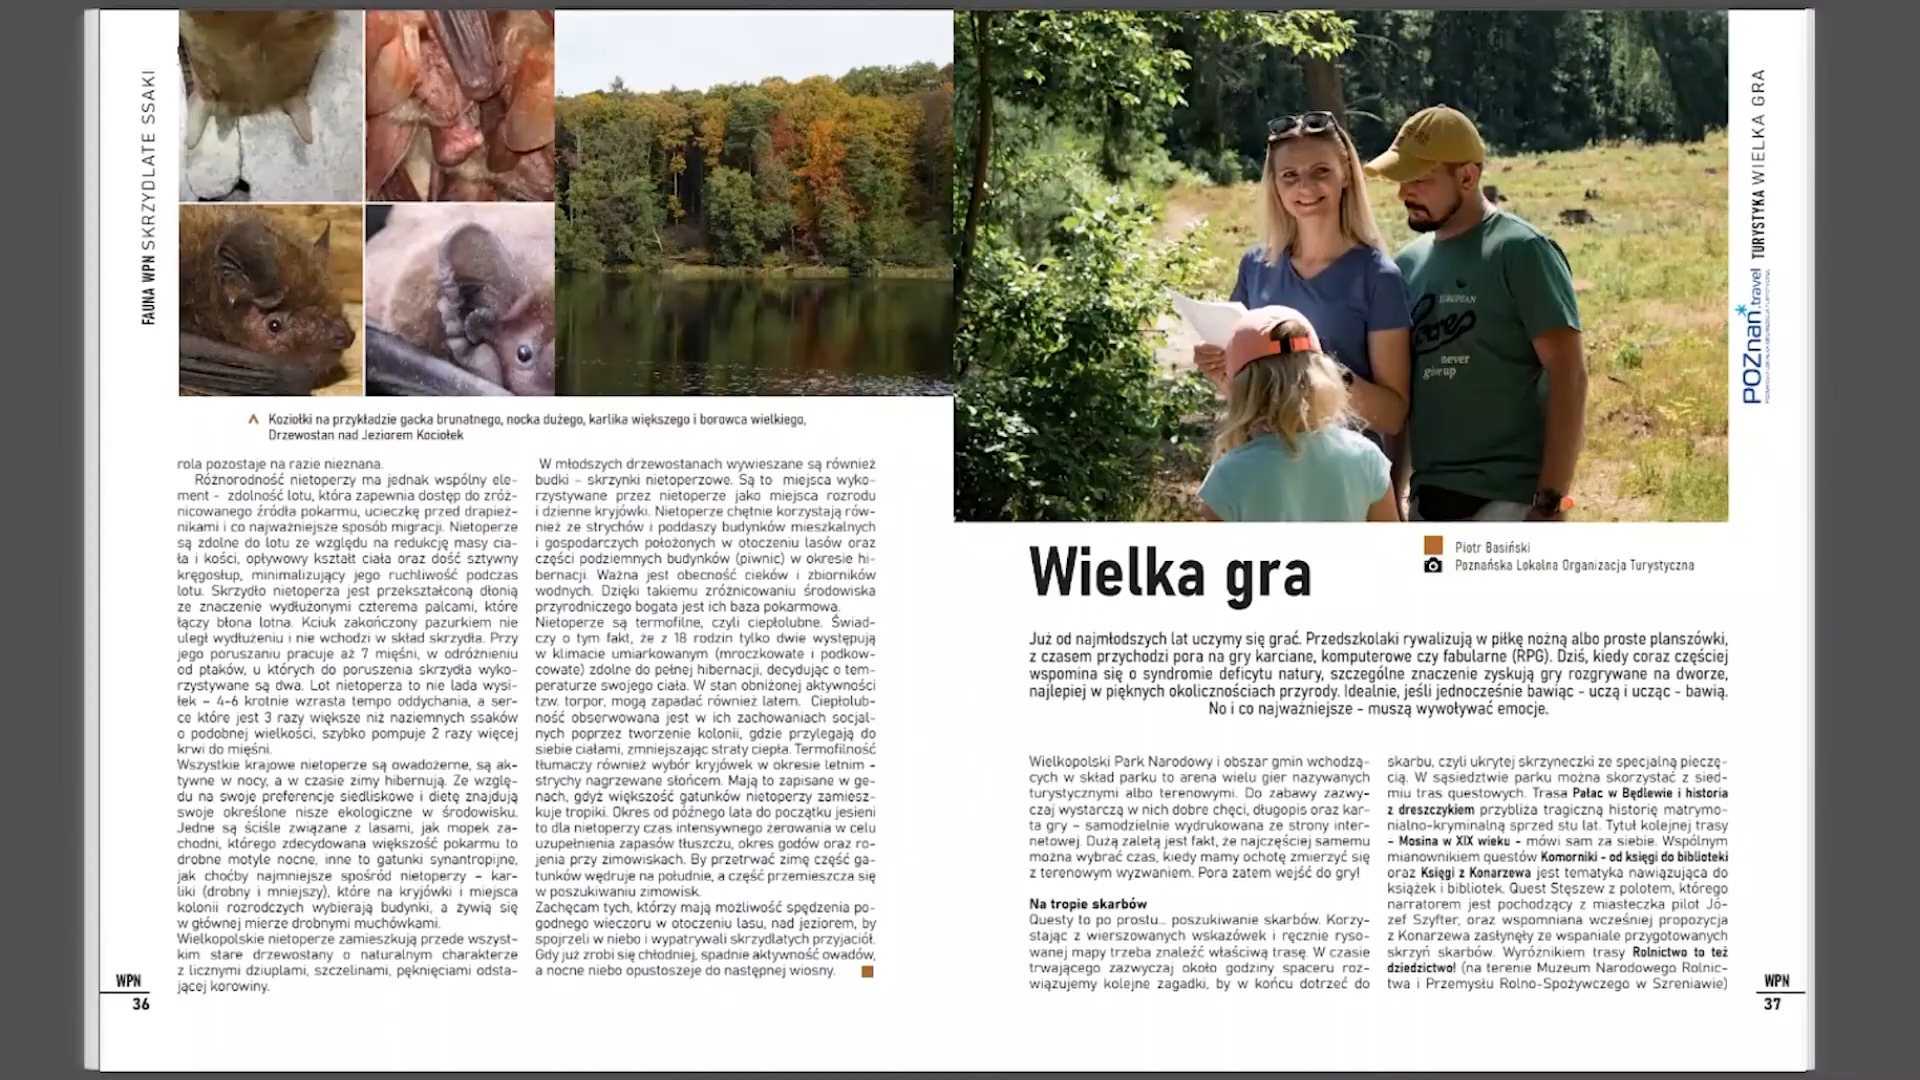 FAUNA WPN SKRZYDLATE SSAKI
Koziołki na przykładzie gacka brunatnego, nocka dużego, karlika większego i borowca wielkiego,
Drzewostan nad Jeziorem Kociołek
rola pozostaje na razie nieznana.
Różnorodność nietoperzy ma jednak wspólny ele-
ment - zdolność lotu, która zapewnia dostęp do zróż-
nicowanego źródła pokarmu, ucieczkę przed drapież-
nikami i co najważniejsze sposób migracji. Nietoperze
są zdolne do lotu ze względu na redukcję masy cia-
ła i kości, opływowy kształt ciała oraz dość sztywny
kręgosłup, minimalizujący jego ruchliwość podczas
lotu. Skrzydło nietoperza jest przekształconą dłonią
ze znacznie wydłużonymi czterema palcami, które
łączy błona lotna. Kciuk zakończony pazurkiem nie
uległ wydłużeniu i nie wchodzi w skład skrzydła. Przy
jego poruszaniu pracuje aż 7 mięśni, w odróżnieniu
od ptaków, u których do poruszenia skrzydła wyko-
rzystywane są dwa. Lot nietoperza to nie lada wysi-
łek – 4-6 krotnie wzrasta tempo oddychania, a ser-
ce które jest 3 razy większe niż naziemnych ssaków
o podobnej wielkości, szybko pompuje 2 razy więcej
krwi do mięśni.
Wszystkie krajowe nietoperze są owadożerne, są ak-
tywne w nocy, a w czasie zimy hibernują. Ze wzglę-
du na swoje preferencje siedliskowe i dietę znajdują
swoje określone nisze ekologiczne w środowisku.
Jedne są ściśle związane z lasami, jak mopek za-
chodni, którego zdecydowana większość pokarmu to
drobne motyle nocne, inne to gatunki synantropijne,
jak choćby najmniejsze spośród nietoperzy – kar-
liki (drobny i mniejszy), które na kryjówki i miejsca
kolonii rozrodczych wybierają budynki, a żywią się
w głównej mierze drobnymi muchówkami.
Wielkopolskie nietoperze zamieszkują przede wszyst-
kim stare drzewostany o naturalnym charakterze
z licznymi dziuplami, szczelinami, pęknięciami odsta-
jącej korowiny.
W młodszych drzewostanach wywieszane są również
budki – skrzynki nietoperzowe. Są to miejsca wyko-
rzystywane przez nietoperze jako miejsca rozrodu
i dzienne kryjówki. Nietoperze chętnie korzystają rów-
nież ze strychów i poddaszy budynków mieszkalnych
i gospodarczych położonych w otoczeniu lasów oraz
części podziemnych budynków (piwnic) w okresie hi-
bernacji. Ważna jest obecność cieków i zbiorników
wodnych. Dzięki takiemu zróżnicowaniu środowiska
przyrodniczego bogata jest ich baza pokarmowa.
Nietoperze są termofilne, czyli ciepłolubne. Świad-
czy o tym fakt, że z 18 rodzin tylko dwie występują
w klimacie umiarkowanym (mroczkowate i podkow-
cowate) zdolne do pełnej hibernacji, decydując o tem-
peraturze swojego ciała. W stan obniżonej aktywności
tzw. torpor, mogą zapadać również latem. Ciepłolub-
ność obserwowana jest w ich zachowaniach socjal-
nych poprzez tworzenie kolonii, gdzie przylegają do
siebie ciałami, zmniejszając straty ciepła. Termofilność
tłumaczy również wybór kryjówek w okresie letnim -
strychy nagrzewane słońcem. Mają to zapisane w ge-
nach, gdyż większość gatunków nietoperzy zamiesz-
kuje tropiki. Okres od późnego lata do początku jesieni
to dla nietoperzy czas intensywnego żerowania w celu
uzupełnienia zapasów tłuszczu, okres godów oraz ro-
jenia przy zimowiskach. By przetrwać zimę część ga-
tunków wędruje na południe, a część przemieszcza się
w poszukiwaniu zimowisk.
Zachęcam tych, którzy mają możliwość spędzenia po-
godnego wieczoru w otoczeniu lasu, nad jeziorem, by
spojrzeli w niebo i wypatrywali skrzydlatych przyjaciół.
Gdy już zrobi się chłodniej, spadnie aktywność owadów,
a nocne niebo opustoszeje do następnej wiosny.
WPN
36
EUROPEAN
never
give up
TURYSTYKA WIELKA GRA
POZnań.travel
Wielka gra
Piotr Basiński
Poznańska Lokalna Organizacja Turystyczna
Już od najmłodszych lat uczymy się grać. Przedszkolaki rywalizują w piłkę nożną albo proste planszówki,
z czasem przychodzi pora na gry karciane, komputerowe czy fabularne (RPG). Dziś, kiedy coraz częściej
wspomina się o syndromie deficytu natury, szczególne znaczenie zyskują gry rozgrywane na dworze,
najlepiej w pięknych okolicznościach przyrody. Idealnie, jeśli jednocześnie bawiąc - uczą i ucząc - bawią.
No i co najważniejsze - muszą wywoływać emocje.
Wielkopolski Park Narodowy i obszar gmin wchodzą-
cych w skład parku to arena wielu gier nazywanych
turystycznymi albo terenowymi. Do zabawy zazwy-
czaj wystarczą w nich dobre chęci, długopis oraz kar-
ta gry – samodzielnie wydrukowana ze strony inter-
netowej. Dużą zaletą jest fakt, że najczęściej samemu
można wybrać czas, kiedy mamy ochotę zmierzyć się
z terenowym wyzwaniem. Pora zatem wejść do gry!
Na tropie skarbów
Questy to po prostu... poszukiwanie skarbów. Korzy-
stając z wierszowanych wskazówek i ręcznie ryso-
wanej mapy trzeba znaleźć właściwą trasę. W czasie
trwającego zazwyczaj około godziny spaceru roz-
wiązujemy kolejne zagadki, by w końcu dotrzeć do
skarbu, czyli ukrytej skrzyneczki ze specjalną pieczę-
cią. W sąsiedztwie parku można skorzystać z sied-
miu tras questowych. Trasa Pałac w Będlewie i historia
z dreszczykiem przybliża tragiczną historię matrymo-
nialno-kryminalną sprzed stu lat. Tytuł kolejnej trasy
– Mosina w XIX wieku - mówi sam za siebie. Wspólnym
mianownikiem questów Komorniki - od księgi do biblioteki
oraz Księgi z Konarzewa jest tematyka nawiązująca do
książek i bibliotek. Quest Stęszew z polotem, którego
narratorem jest pochodzący z miasteczka pilot Jó-
zef Szyfter, oraz wspomniana wcześniej propozycja
z Konarzewa zasłynęły ze wspaniale przygotowanych
skrzyń skarbów. Wyróżnikiem trasy Rolnictwo to też
dziedzictwo! (na terenie Muzeum Narodowego Rolnic-
twa i Przemysłu Rolno-Spożywczego w Szreniawie)
WPN
37